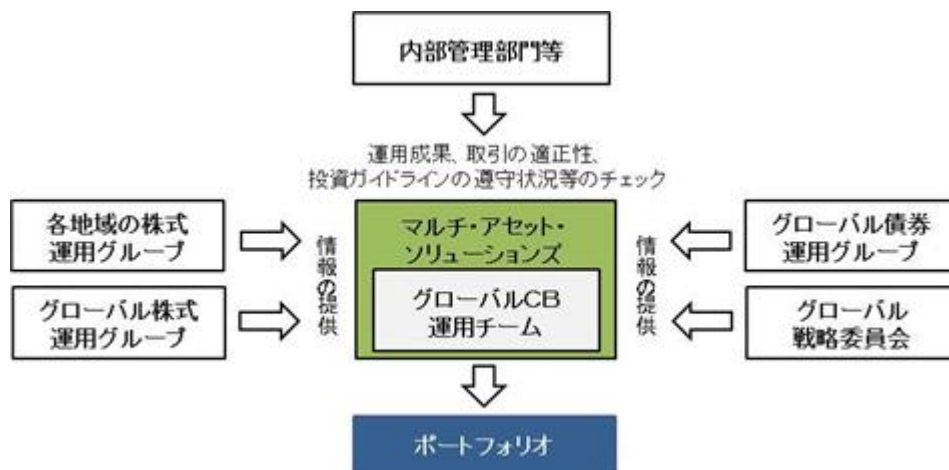 内部管理部門等
運用成果、取引の適正性、
投資ガイドラインの遵守状況等のチェック
各地域の株式
運用グループ
グローバル株式
運用グループ
情報の提供
マルチ・アセット・
ソリューションズ
グローバルCB
運用チーム
情報の提供
グローバル債券
運用グループ
グローバル
戦略委員会
ポートフォリオ